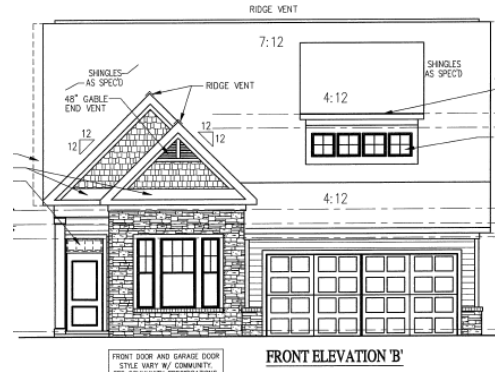 RIDGE VENT
7:12
SHINGLES
AS SPEC'D
SHINGLES
AS SPEC'D
RIDGE VENT
48" GABLE
END VENT
4:12
12
12
12
12
4:12
FRONT DOOR AND GARAGE DOOR
STYLE VARY W/ COMMUNITY.
FRONT ELEVATION 'B'